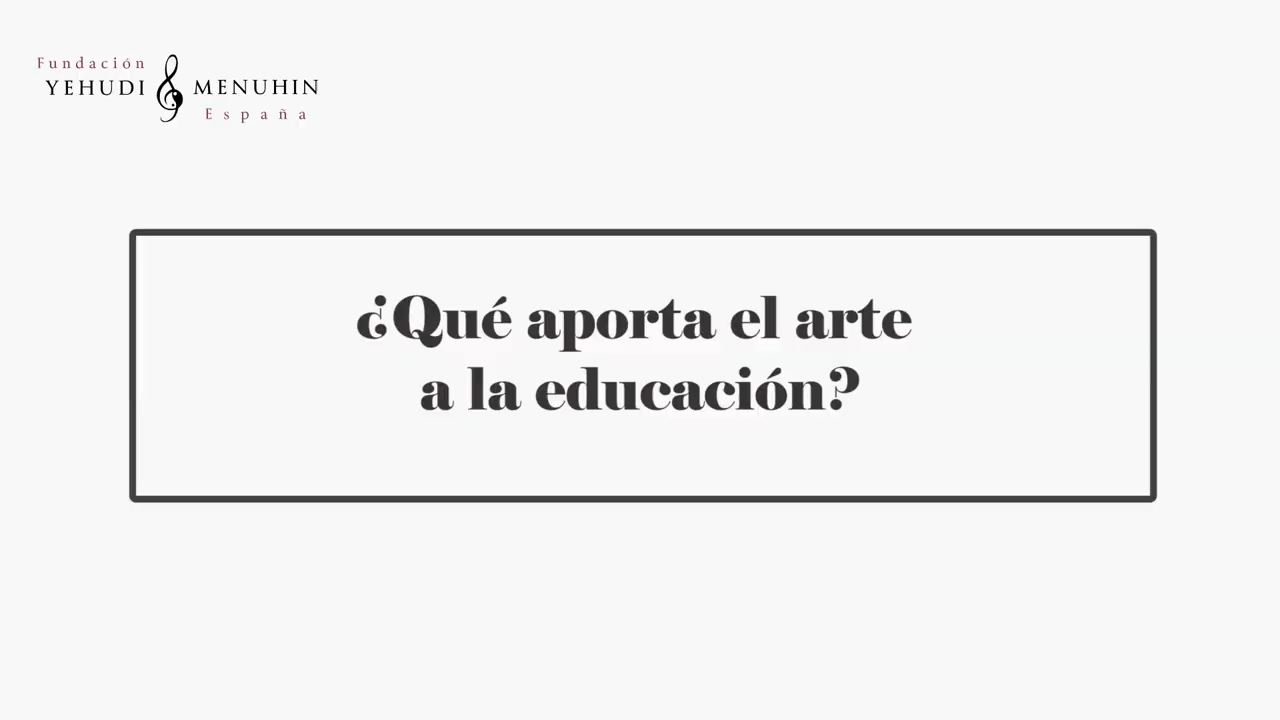 Fundación
YEHUDI MENUHIN
España
¿Qué aporta el arte
a la educación?